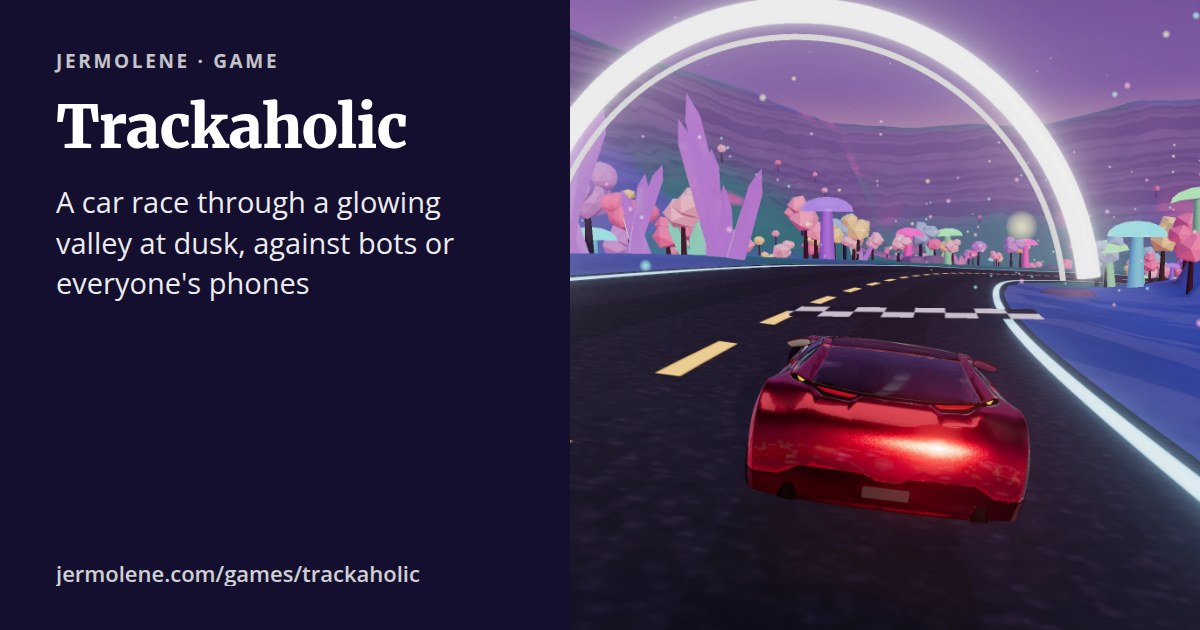 JERMOLENE · GAME
Trackaholic
A car race through a glowing
valley at dusk, against bots or
everyone's phones
jermolene.com/games/trackaholic